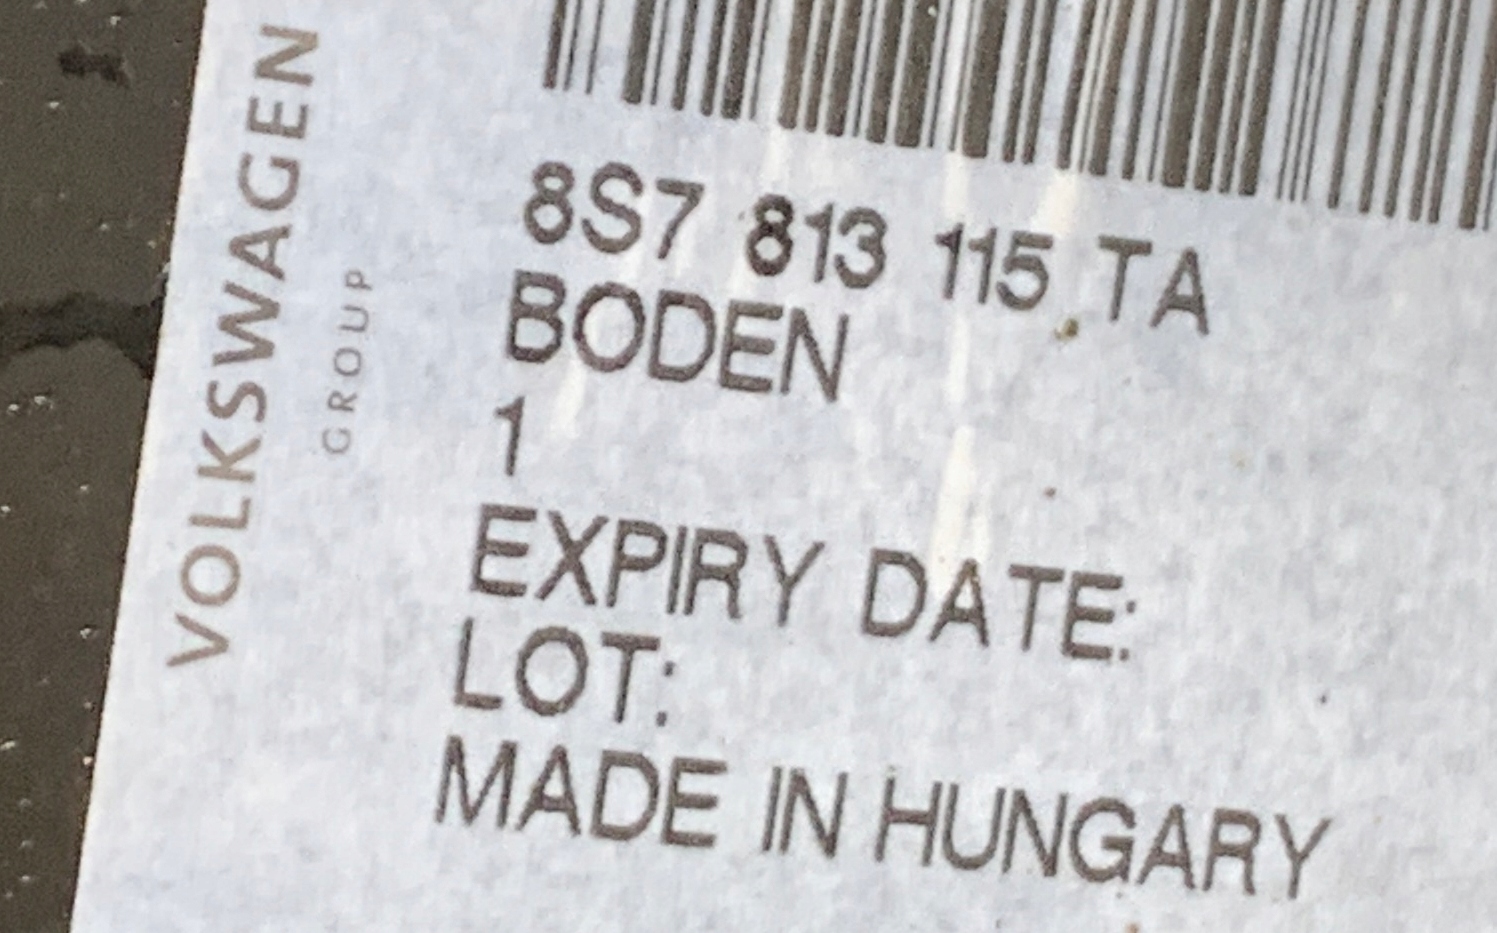 VOLKSWAGEN
GROUP
8S7 813 115 TA
BODEN
1
EXPIRY DATE:
LOT:
MADE IN HUNGARY